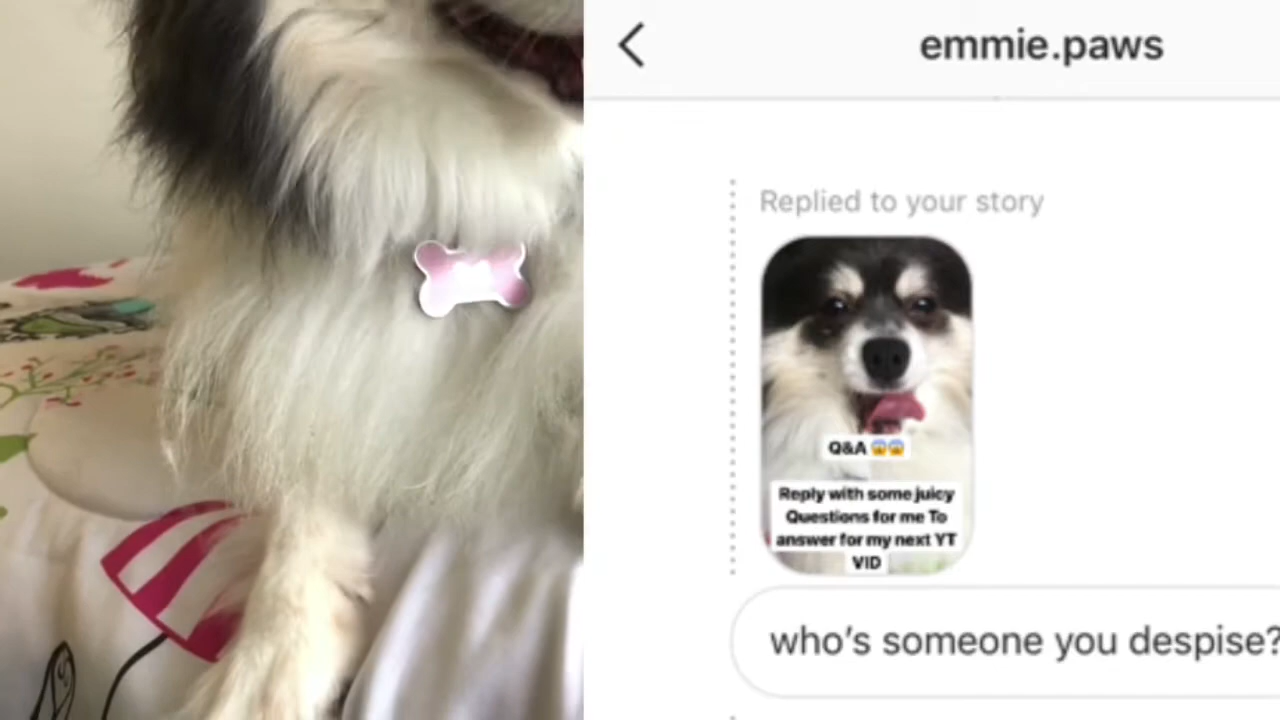 emmie.paws
Replied to your story
Q&A 😱😱
Reply with some juicy
Questions for me To
answer for my next YT
VID
who's someone you despise?